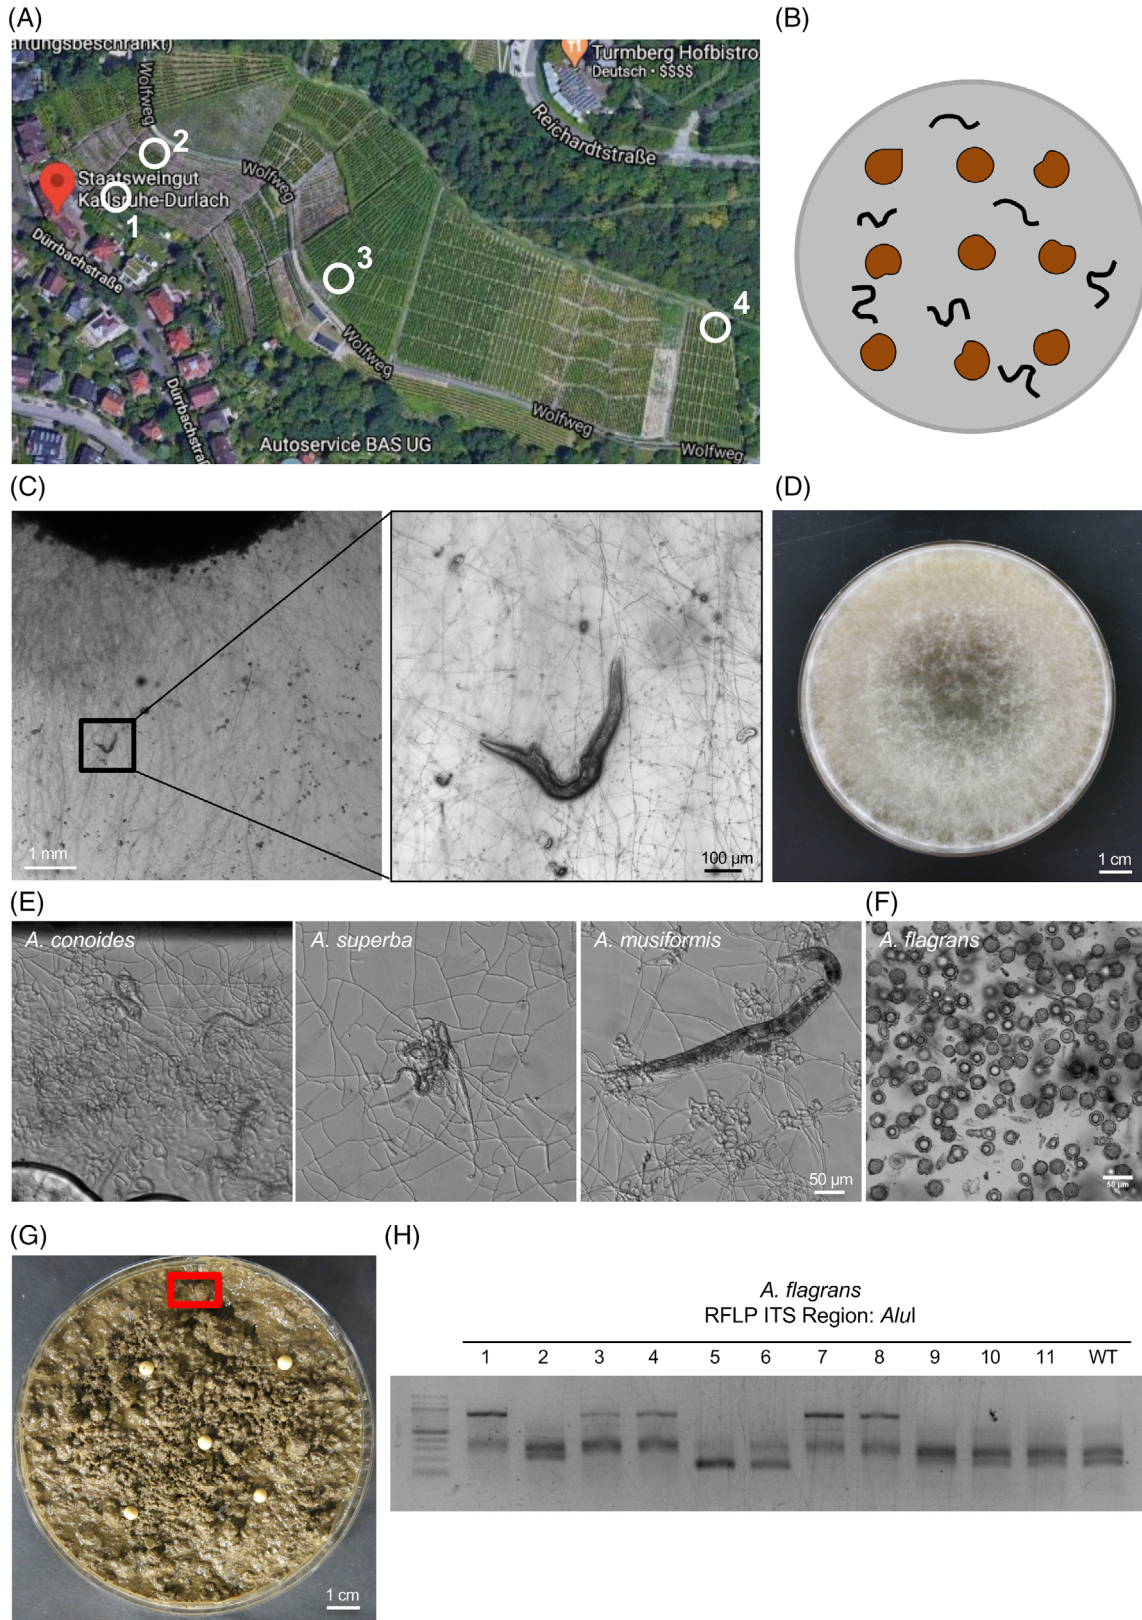 (A)
(B)
aftungsbeschränkt)
Turmberg Hofbistro,
Deutsch • $$$$
Wolfweg
Reichardtstraße
2
Staatsweingut
Karlsruhe-Durlach
Wolfweg
1
Dürrbachstraße
3
4
Wolfweg
Dürrbachstraß
Wolfweg
Autoservice BAS UG
Wolfweg
(C)
(D)
1 mm
100 µm
1 cm
(E)
(F)
A. conoides
A. superba
A. musiformis
A. flagrans
50 µm
50 µm
(G)
(H)
A. flagrans
RFLP ITS Region: AluI
1 2 3 4 5 6 7 8 9 10 11 WT
1 cm